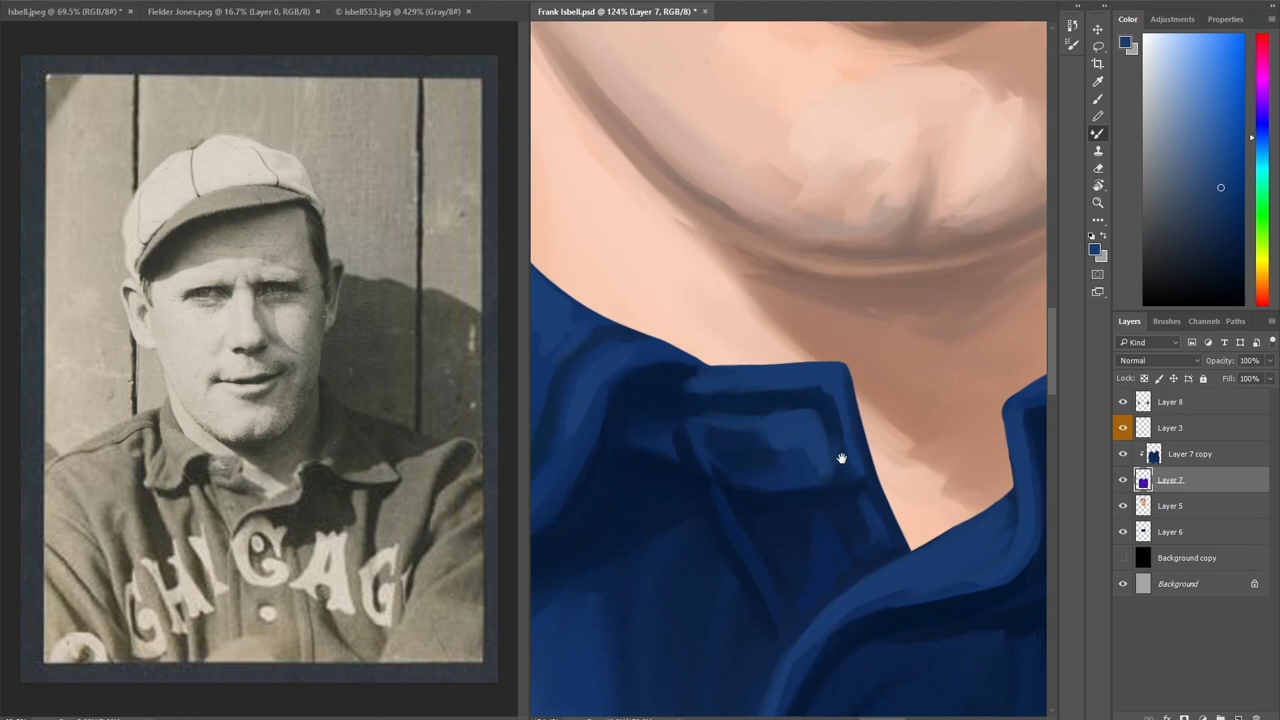 Isbell.jpeg @ 69.5% (RGB/8#) * ×
Fielder Jones.png @ 16.7% (Layer 0, RGB/8) ×
© isbell553.jpg @ 429% (Gray/8#) ×
Frank Isbell.psd @ 124% (Layer 7, RGB/8) * ×
CHICAG
Color Adjustments Properties
Layers Brushes Channels Paths
Kind
Normal Opacity: 100%
Lock: Fill: 100%
Layer 8
Layer 3
Layer 7 copy
Layer 7
Layer 5
Layer 6
Background copy
Background
fx